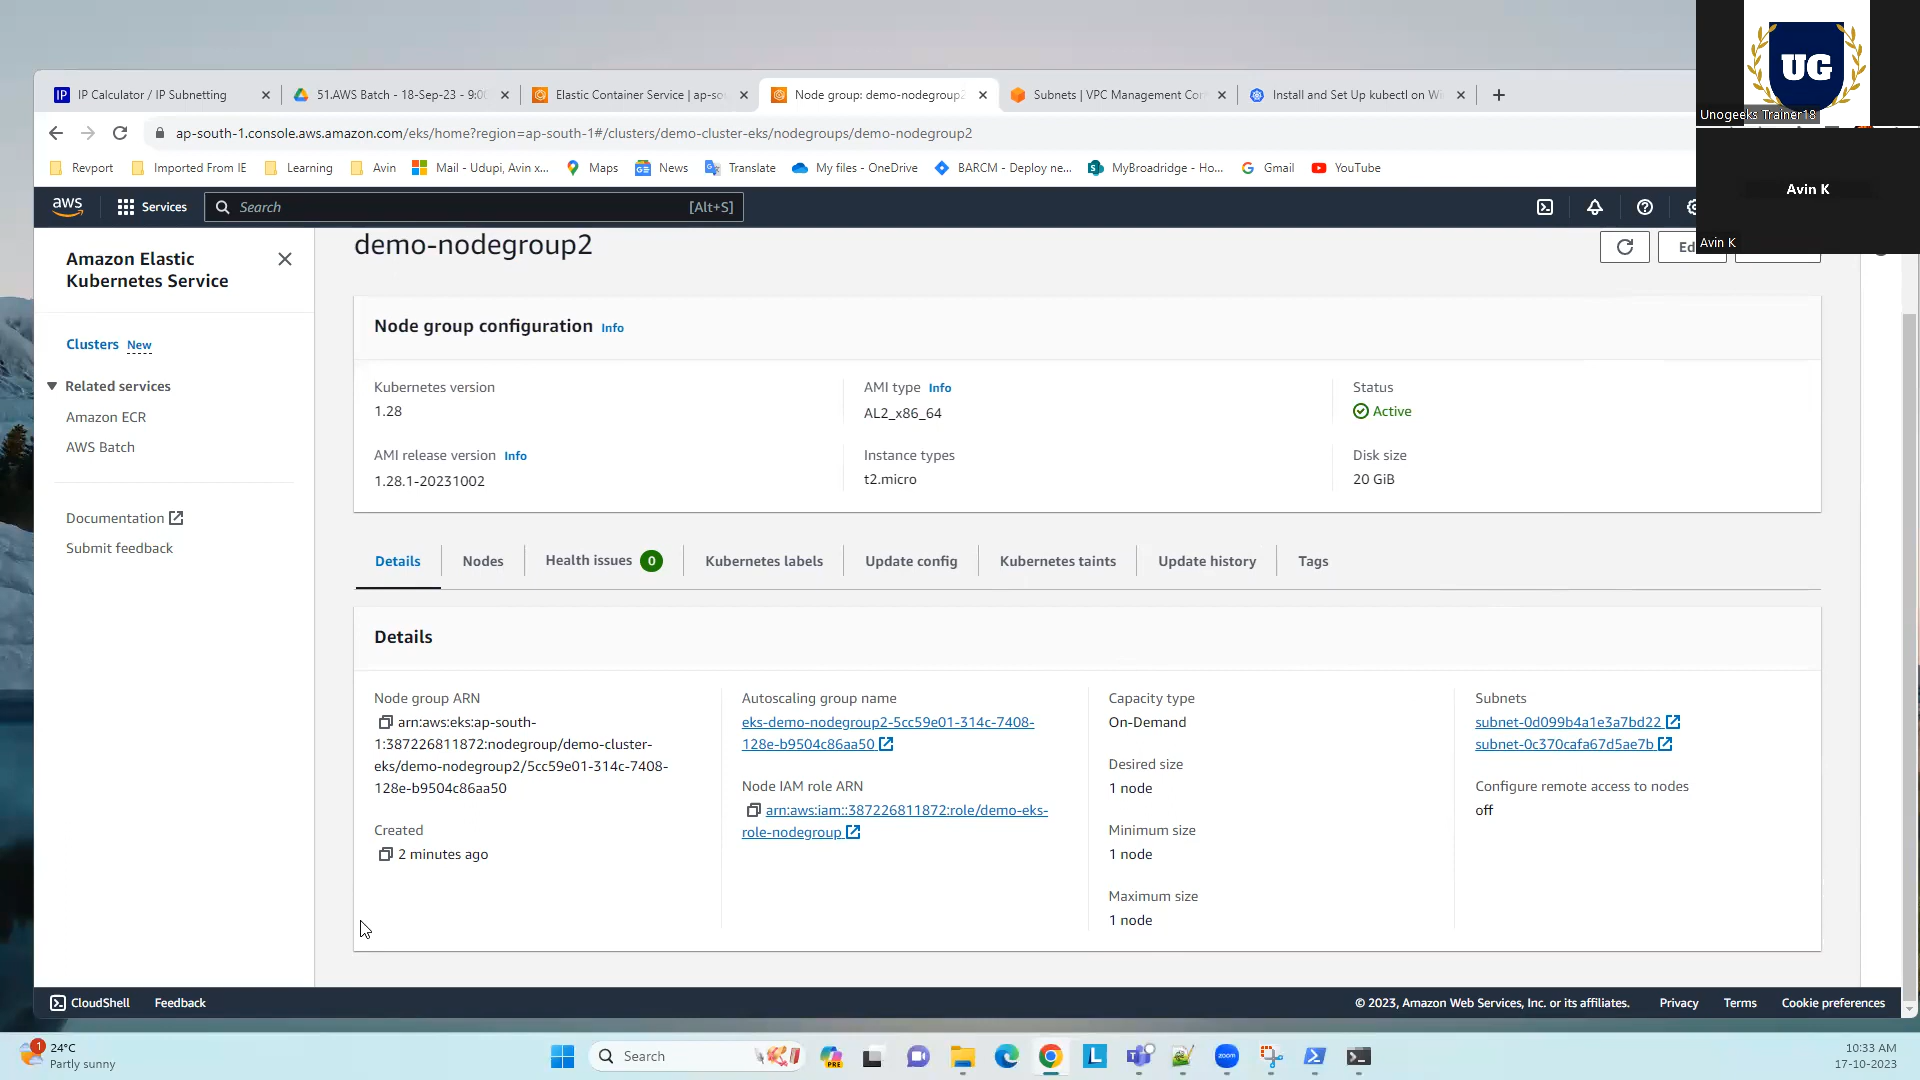 UG
Unogeeks Trainer18
Avin K
Avin K
IP Calculator / IP Subnetting
51.AWS Batch - 18-Sep-23 - 9:0
Elastic Container Service | ap-so
Node group: demo-nodegroup2
Subnets | VPC Management Con
Install and Set Up kubectl on Wi
ap-south-1.console.aws.amazon.com/eks/home?region=ap-south-1#/clusters/demo-cluster-eks/nodegroups/demo-nodegroup2
Revport
Imported From IE
Learning
Avin
Mail - Udupi, Avin x...
Maps
News
Translate
My files - OneDrive
BARCM - Deploy ne...
MyBroadridge - Ho...
Gmail
YouTube
aws
Services
Search
[Alt+S]
Amazon Elastic
Kubernetes Service
Clusters New
Related services
Amazon ECR
AWS Batch
Documentation
Submit feedback
demo-nodegroup2
Ed
Node group configuration Info
Kubernetes version
1.28
AMI type Info
AL2_x86_64
Status
Active
AMI release version Info
1.28.1-20231002
Instance types
t2.micro
Disk size
20 GiB
Details
Nodes
Health issues 0
Kubernetes labels
Update config
Kubernetes taints
Update history
Tags
Details
Node group ARN
arn:aws:eks:ap-south-
1:387226811872:nodegroup/demo-cluster-
eks/demo-nodegroup2/5cc59e01-314c-7408-
128e-b9504c86aa50
Created
2 minutes ago
Autoscaling group name
eks-demo-nodegroup2-5cc59e01-314c-7408-
128e-b9504c86aa50
Node IAM role ARN
arn:aws:iam::387226811872:role/demo-eks-
role-nodegroup
Capacity type
On-Demand
Desired size
1 node
Minimum size
1 node
Maximum size
1 node
Subnets
subnet-0d099b4a1e3a7bd22
subnet-0c370cafa67d5ae7b
Configure remote access to nodes
off
CloudShell
Feedback
© 2023, Amazon Web Services, Inc. or its affiliates.
Privacy
Terms
Cookie preferences
1
24°C
Partly sunny
Search
PRE
L
zoom
10:33 AM
17-10-2023